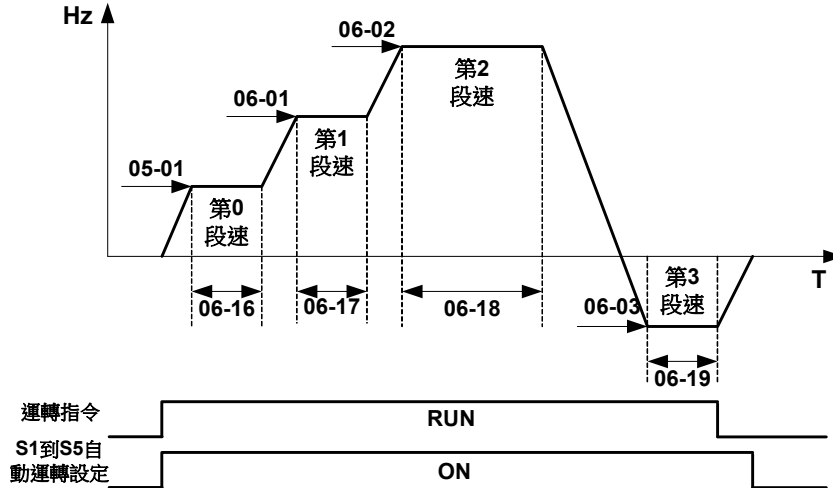 Hz
06-02
第2
段速
06-01
第1
段速
05-01
第0
段速
T
第3
段速
06-16
06-17
06-18
06-03
06-19
運轉指令
RUN
S1到S5自
動運轉設定
ON